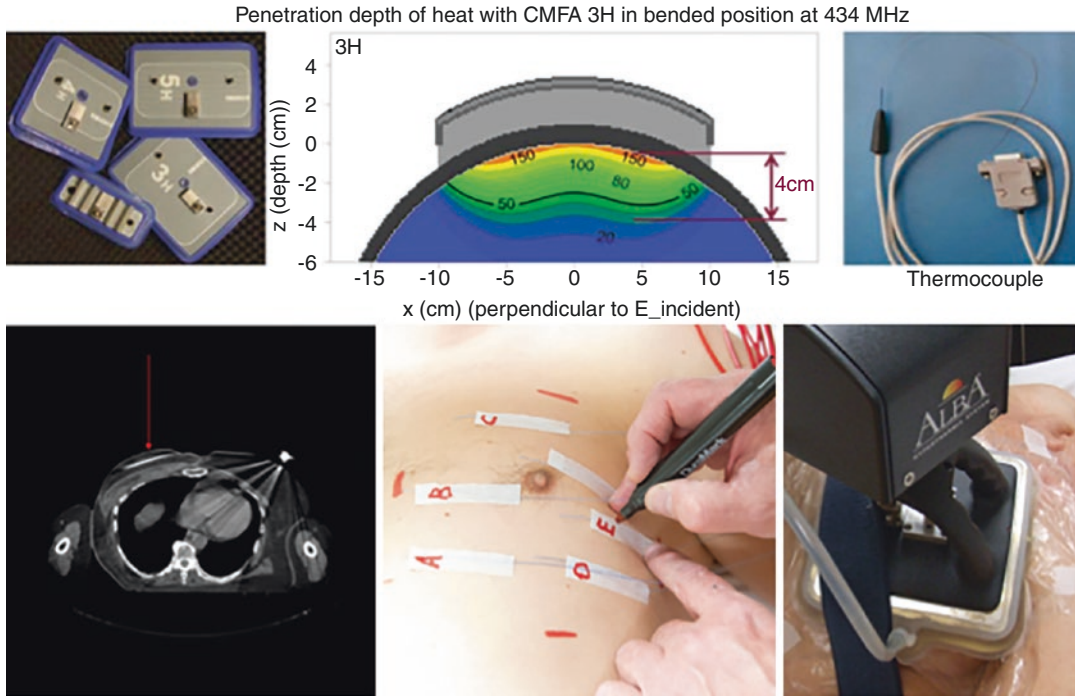 Penetration depth of heat with CMFA 3H in bended position at 434 MHz
4H
5H
3H
3H
z (depth (cm))
4
2
0
-2
-4
-6
150
150
100
80
50
50
20
4cm
-15
-10
-5
0
5
10
15
x (cm) (perpendicular to E_incident)
Thermocouple
C
B
A
E
D
ALBA